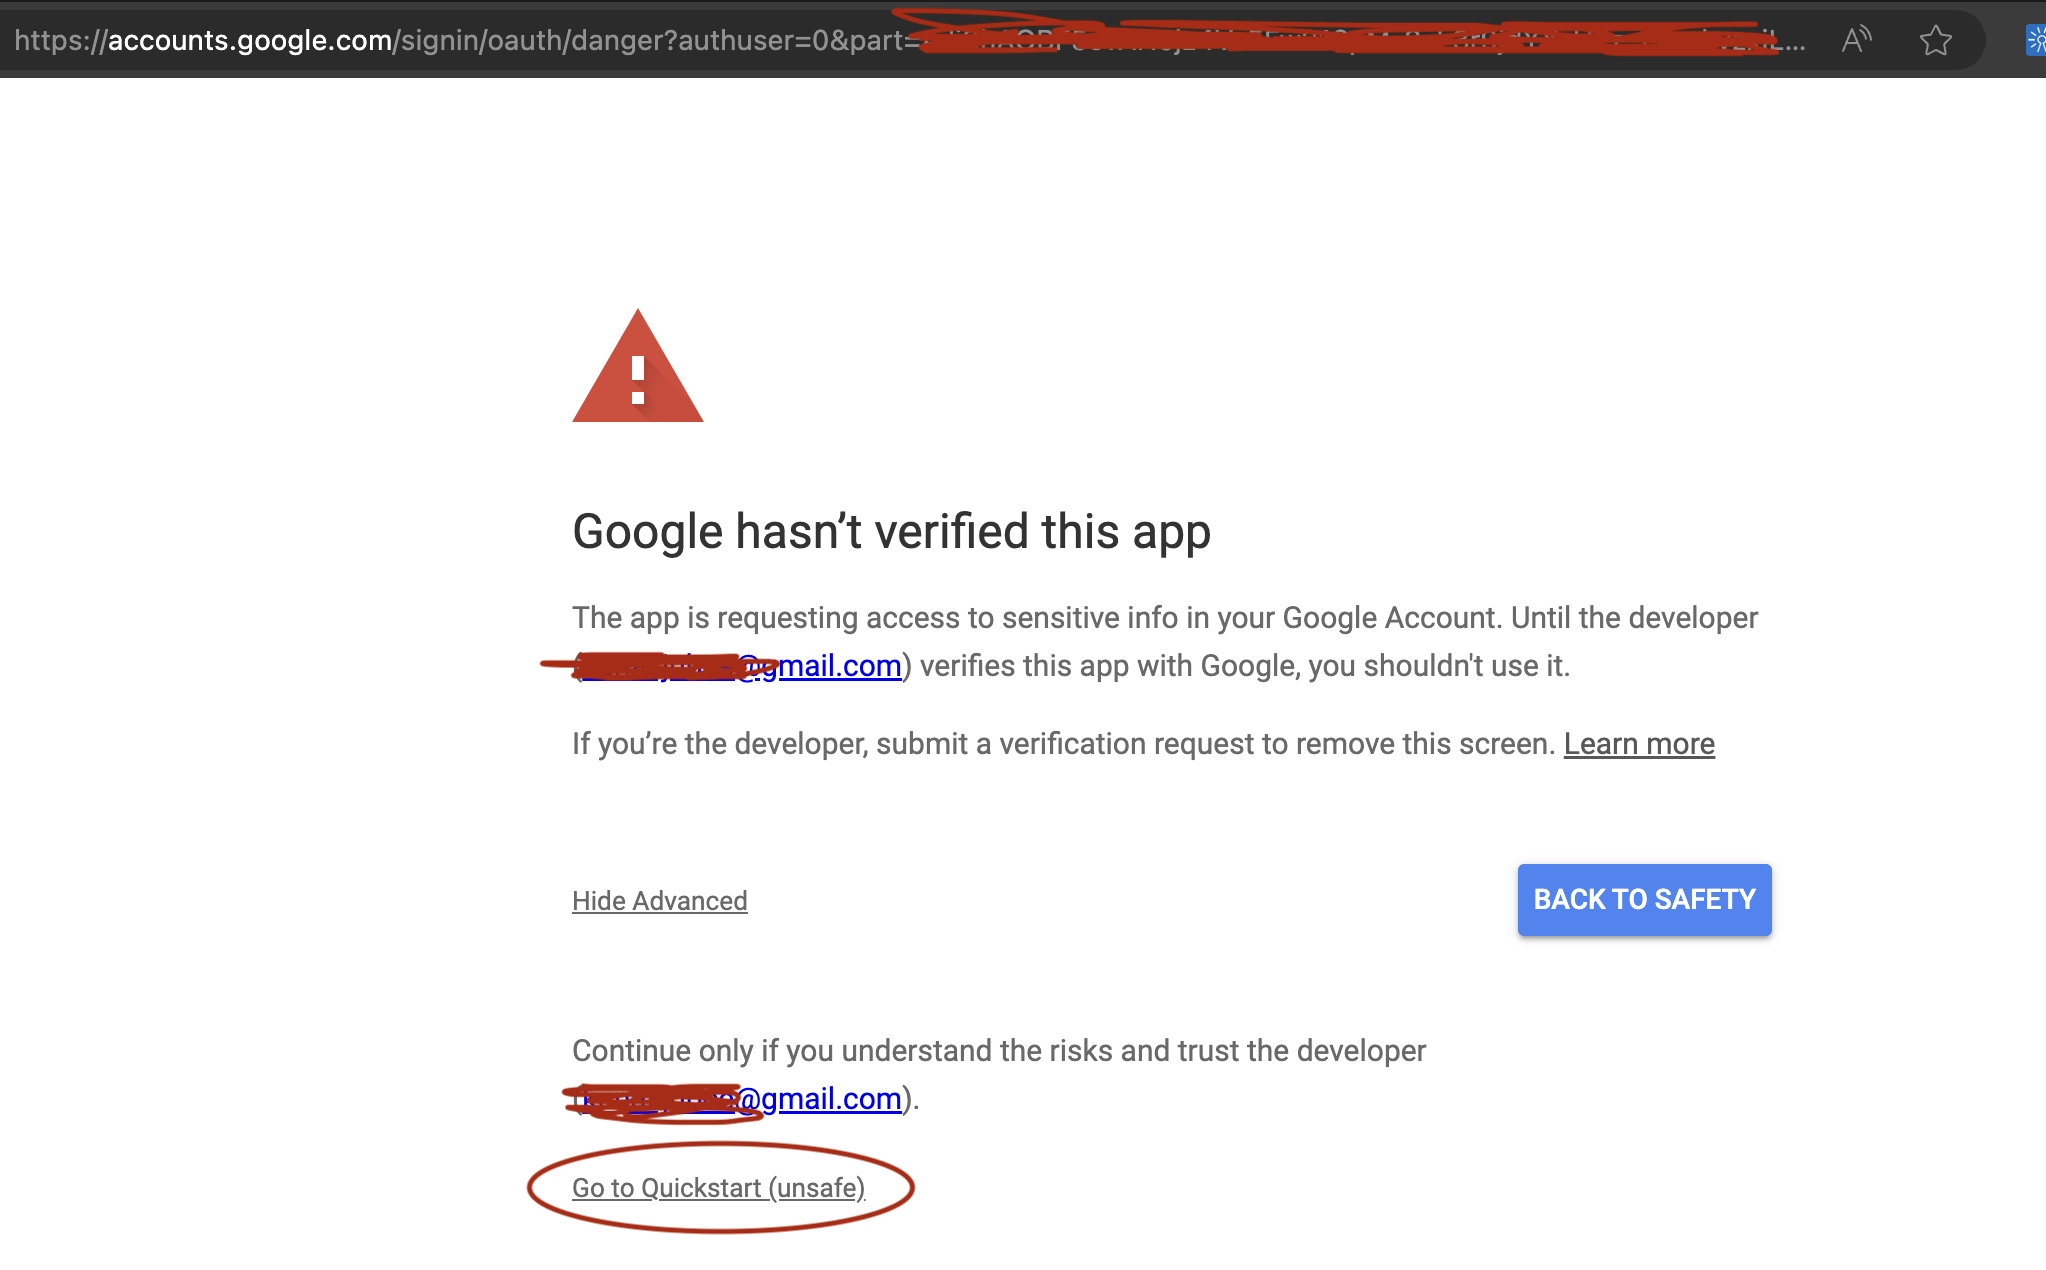 https://accounts.google.com/signin/oauth/danger?authuser=0&part=
Google hasn’t verified this app
The app is requesting access to sensitive info in your Google Account. Until the developer
@gmail.com) verifies this app with Google, you shouldn't use it.
If you’re the developer, submit a verification request to remove this screen. Learn more
Hide Advanced
BACK TO SAFETY
Continue only if you understand the risks and trust the developer
@gmail.com).
Go to Quickstart (unsafe)